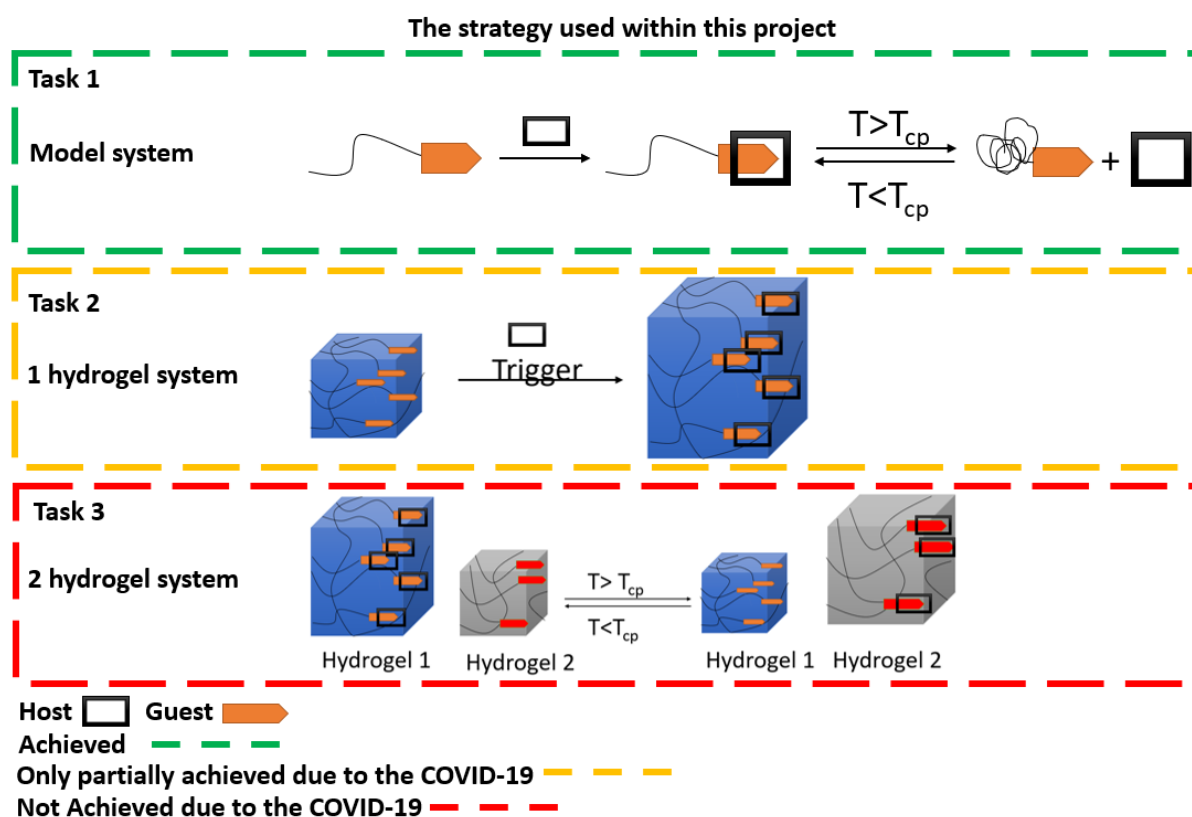 The strategy used within this project
Task 1
Model system
T>Tcp
T<Tcp
+
Task 2
1 hydrogel system
Trigger
Task 3
2 hydrogel system
T> Tcp
T<Tcp
Hydrogel 1
Hydrogel 2
Hydrogel 1
Hydrogel 2
Host
Guest
Achieved
Only partially achieved due to the COVID-19
Not Achieved due to the COVID-19